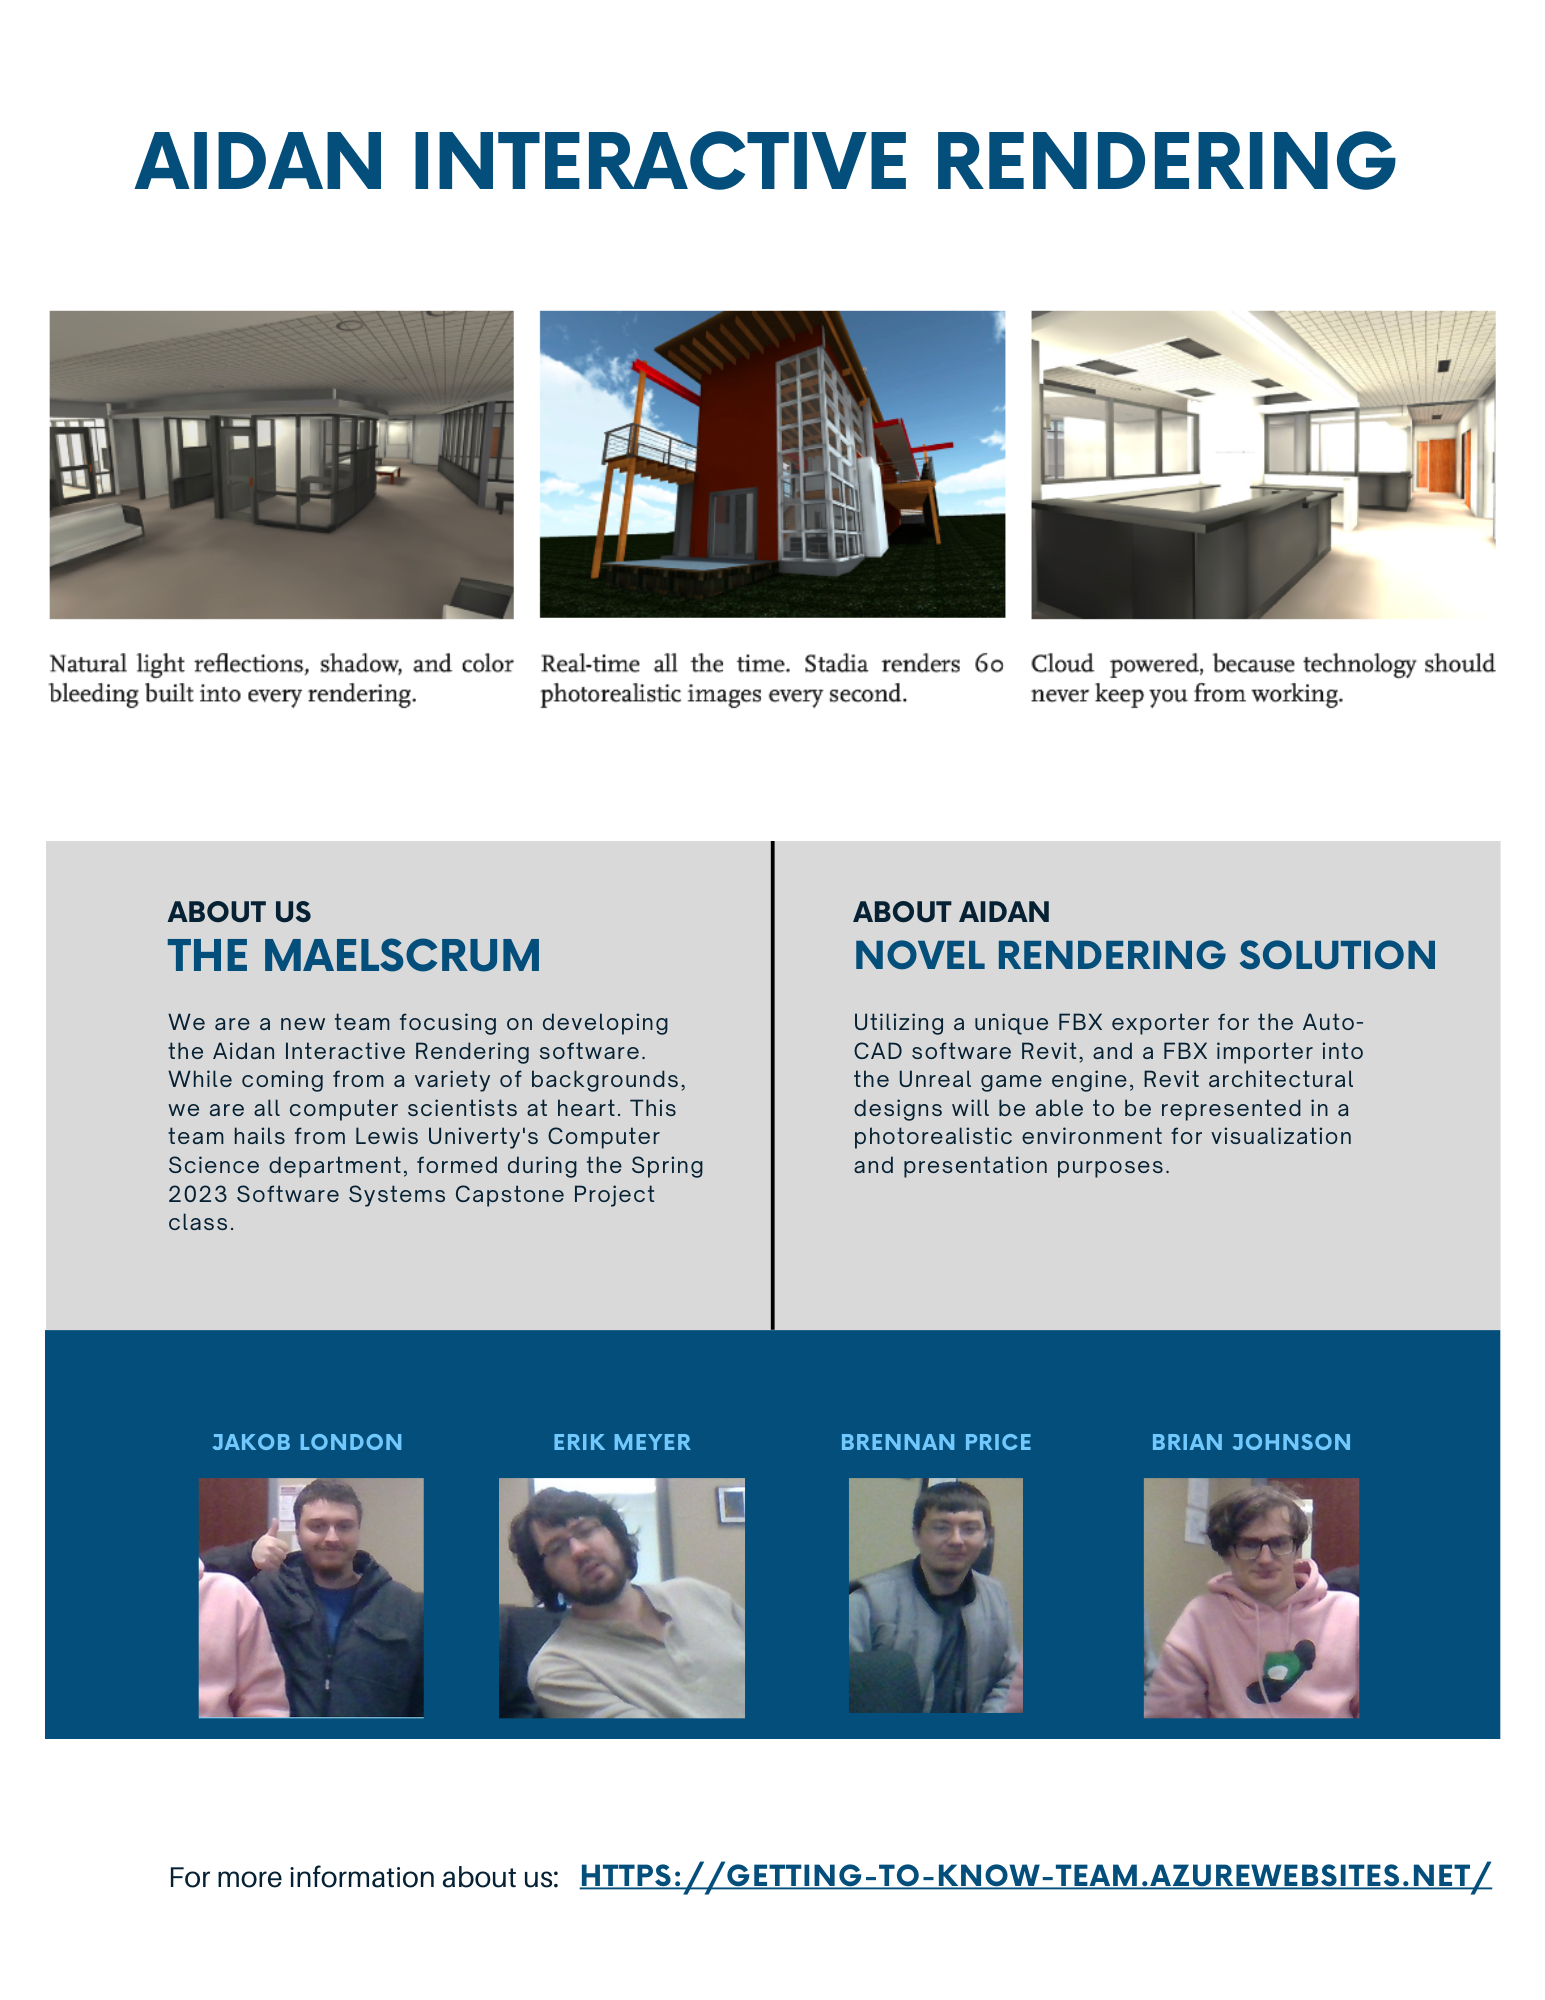 AIDAN INTERACTIVE RENDERING
Natural light reflections, shadow, and color
bleeding built into every rendering.
Real-time all the time. Stadia renders 60
photorealistic images every second.
Cloud powered, because technology should
never keep you from working.
ABOUT US
THE MAELSCRUM
We are a new team focusing on developing
the Aidan Interactive Rendering software.
While coming from a variety of backgrounds,
we are all computer scientists at heart. This
team hails from Lewis Univerty's Computer
Science department, formed during the Spring
2023 Software Systems Capstone Project
class.
ABOUT AIDAN
NOVEL RENDERING SOLUTION
Utilizing a unique FBX exporter for the Auto-
CAD software Revit, and a FBX importer into
the Unreal game engine, Revit architectural
designs will be able to be represented in a
photorealistic environment for visualization
and presentation purposes.
JAKOB LONDON
ERIK MEYER
BRENNAN PRICE
BRIAN JOHNSON
For more information about us: HTTPS://GETTING-TO-KNOW-TEAM.AZUREWEBSITES.NET/